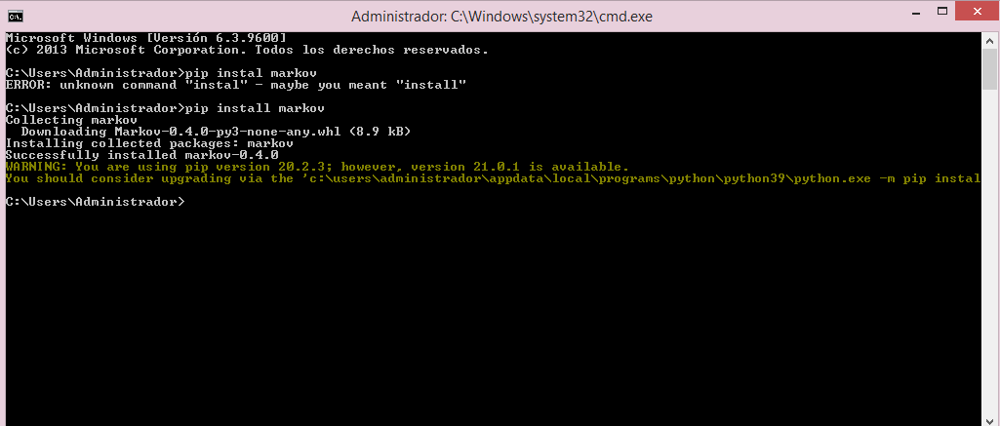 Administrador: C:\Windows\system32\cmd.exe
Microsoft Windows [Versión 6.3.9600]
(c) 2013 Microsoft Corporation. Todos los derechos reservados.
C:\Users\Administrador>pip instal markov
ERROR: unknown command "instal" - maybe you meant "install"
C:\Users\Administrador>pip install markov
Collecting markov
  Downloading Markov-0.4.0-py3-none-any.whl (8.9 kB)
Installing collected packages: markov
Successfully installed markov-0.4.0
WARNING: You are using pip version 20.2.3; however, version 21.0.1 is available.
You should consider upgrading via the 'c:\users\administrador\appdata\local\programs\python\python39\python.exe -m pip instal
C:\Users\Administrador>